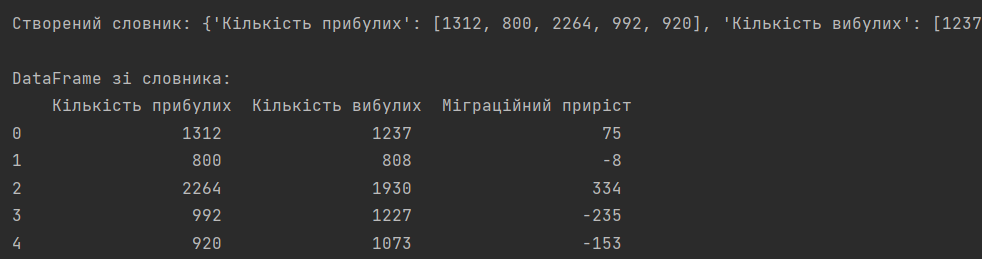 Створений словник: {'Кількість прибулих': [1312, 800, 2264, 992, 920], 'Кількість вибулих': [1237
DataFrame зі словника:
Кількість прибулих Кількість вибулих Міграційний приріст
0 1312 1237 75
1 800 808 -8
2 2264 1930 334
3 992 1227 -235
4 920 1073 -153